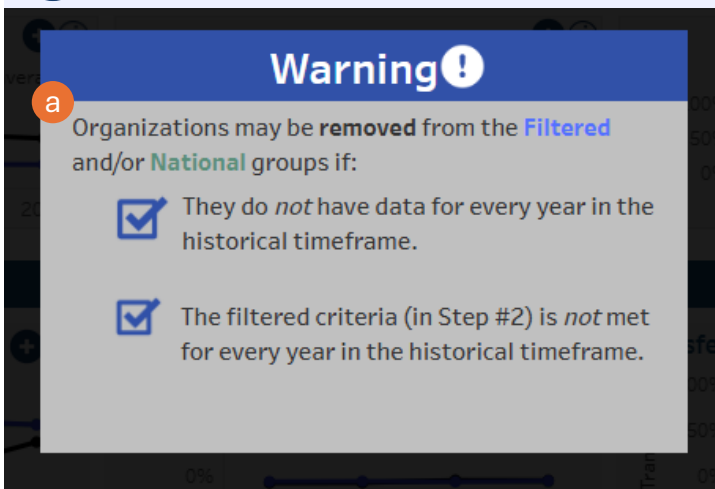 Warning!
a
Organizations may be removed from the Filtered
and/or National groups if:
They do not have data for every year in the
historical timeframe.
The filtered criteria (in Step #2) is not met
for every year in the historical timeframe.
0%
Tran